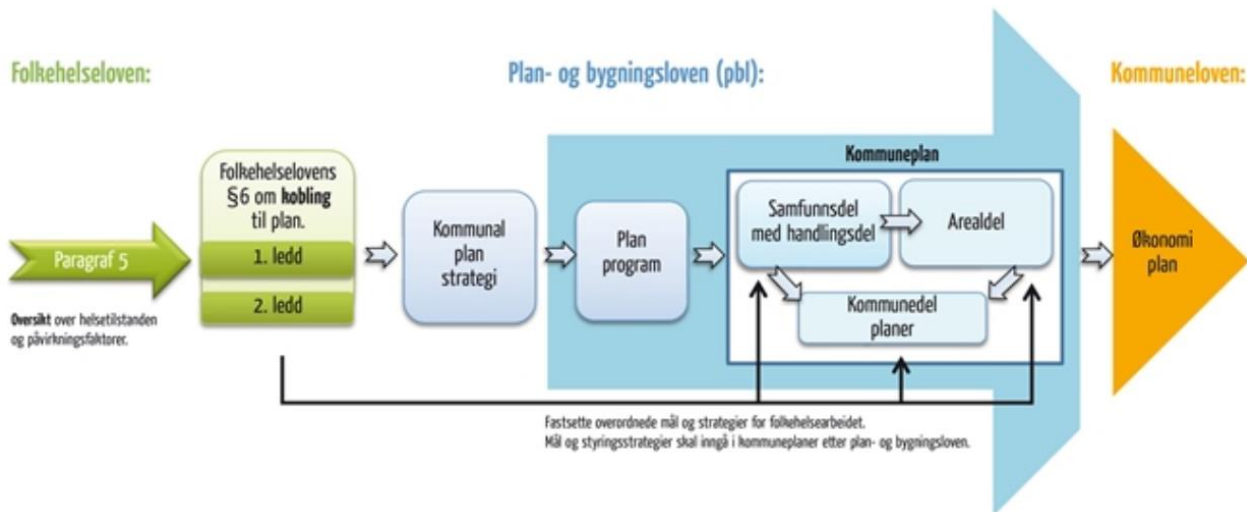 Folkehelseloven:
Plan- og bygningsloven (pbl):
Kommuneloven:
Paragraf 5
Oversikt over helsetilstanden
og påvirkningsfaktorer.
Folkehelselovens
§6 om kobling
til plan.
1. ledd
2. ledd
Kommunal
plan
strategi
Plan
program
Kommuneplan
Samfunnsdel
med handlingsdel
Arealdel
Kommunedel
planer
Økonomi
plan
Fastsette overordnede mål og strategier for folkehelsearbeidet.
Mål og styringsstrategier skal inngå i kommuneplaner etter plan- og bygningsloven.